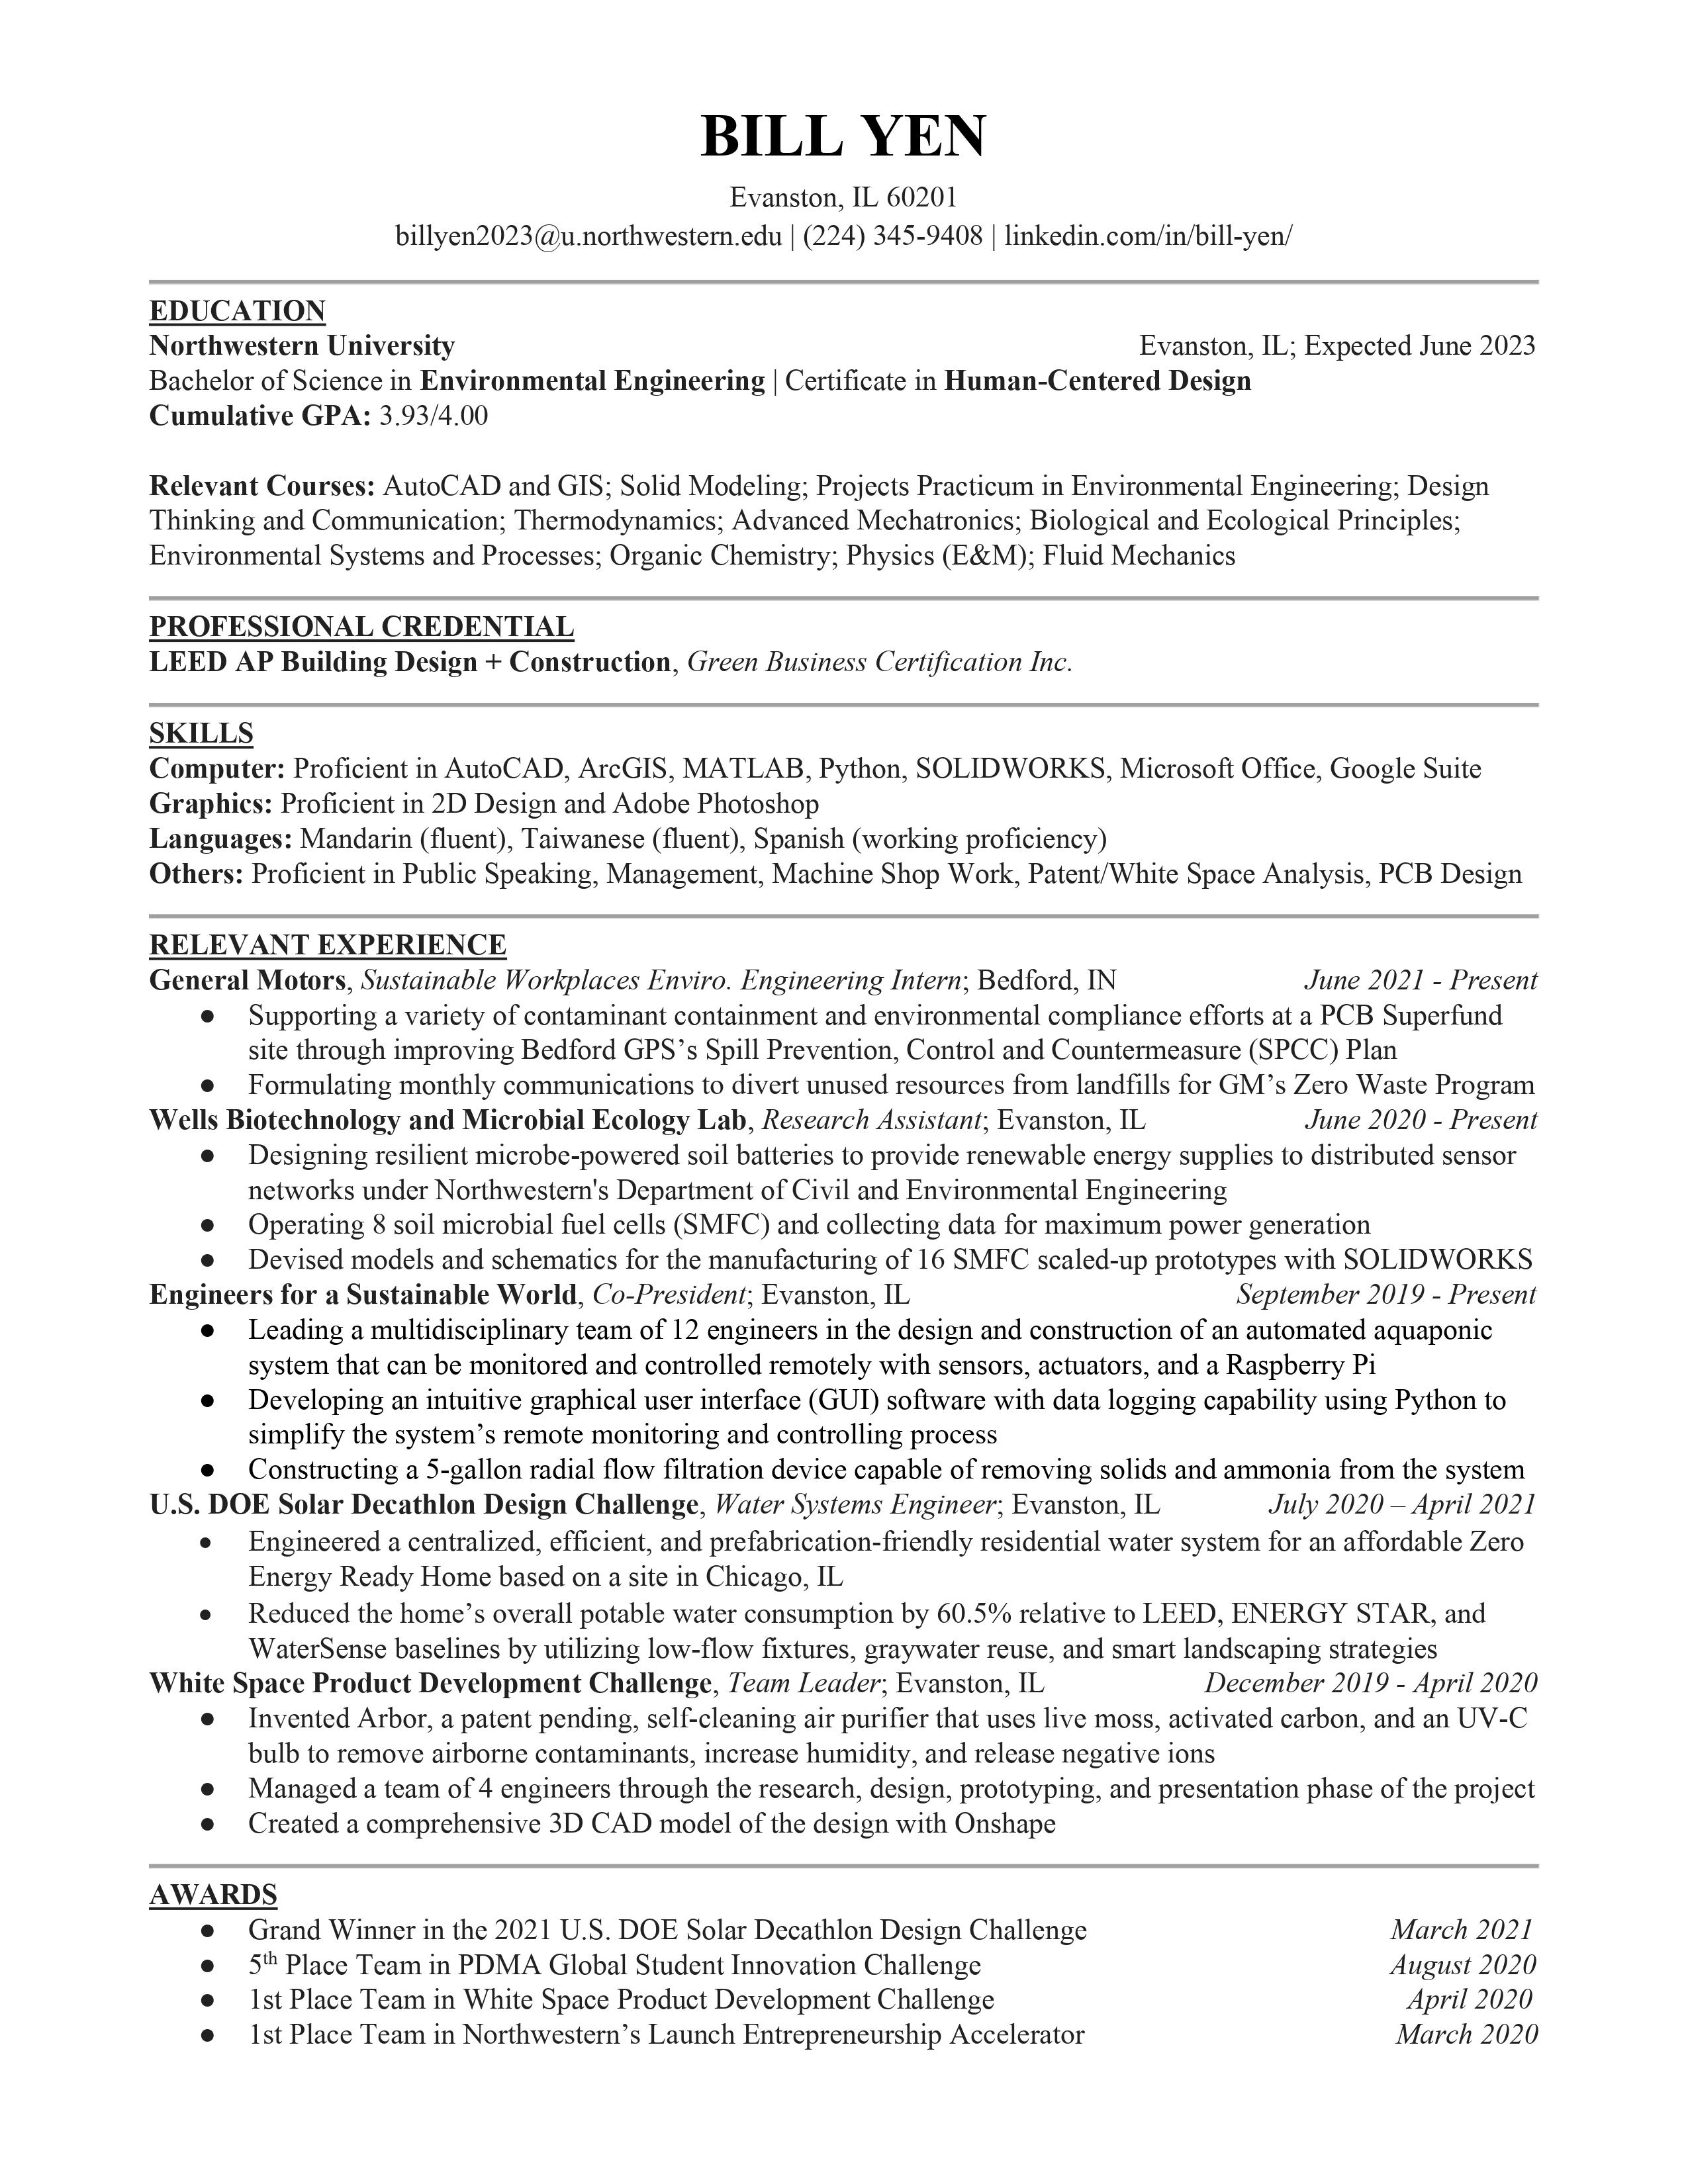 BILL YEN
Evanston, IL 60201
billyen2023@u.northwestern.edu | (224) 345-9408 | linkedin.com/in/bill-yen/
EDUCATION
Northwestern University Evanston, IL; Expected June 2023
Bachelor of Science in Environmental Engineering | Certificate in Human-Centered Design
Cumulative GPA: 3.93/4.00
Relevant Courses: AutoCAD and GIS; Solid Modeling; Projects Practicum in Environmental Engineering; Design
Thinking and Communication; Thermodynamics; Advanced Mechatronics; Biological and Ecological Principles;
Environmental Systems and Processes; Organic Chemistry; Physics (E&M); Fluid Mechanics
PROFESSIONAL CREDENTIAL
LEED AP Building Design + Construction, Green Business Certification Inc.
SKILLS
Computer: Proficient in AutoCAD, ArcGIS, MATLAB, Python, SOLIDWORKS, Microsoft Office, Google Suite
Graphics: Proficient in 2D Design and Adobe Photoshop
Languages: Mandarin (fluent), Taiwanese (fluent), Spanish (working proficiency)
Others: Proficient in Public Speaking, Management, Machine Shop Work, Patent/White Space Analysis, PCB Design
RELEVANT EXPERIENCE
General Motors, Sustainable Workplaces Enviro. Engineering Intern; Bedford, IN June 2021 - Present
● Supporting a variety of contaminant containment and environmental compliance efforts at a PCB Superfund
site through improving Bedford GPS’s Spill Prevention, Control and Countermeasure (SPCC) Plan
● Formulating monthly communications to divert unused resources from landfills for GM’s Zero Waste Program
Wells Biotechnology and Microbial Ecology Lab, Research Assistant; Evanston, IL June 2020 - Present
● Designing resilient microbe-powered soil batteries to provide renewable energy supplies to distributed sensor
networks under Northwestern's Department of Civil and Environmental Engineering
● Operating 8 soil microbial fuel cells (SMFC) and collecting data for maximum power generation
● Devised models and schematics for the manufacturing of 16 SMFC scaled-up prototypes with SOLIDWORKS
Engineers for a Sustainable World, Co-President; Evanston, IL September 2019 - Present
● Leading a multidisciplinary team of 12 engineers in the design and construction of an automated aquaponic
system that can be monitored and controlled remotely with sensors, actuators, and a Raspberry Pi
● Developing an intuitive graphical user interface (GUI) software with data logging capability using Python to
simplify the system’s remote monitoring and controlling process
● Constructing a 5-gallon radial flow filtration device capable of removing solids and ammonia from the system
U.S. DOE Solar Decathlon Design Challenge, Water Systems Engineer; Evanston, IL July 2020 – April 2021
● Engineered a centralized, efficient, and prefabrication-friendly residential water system for an affordable Zero
Energy Ready Home based on a site in Chicago, IL
● Reduced the home’s overall potable water consumption by 60.5% relative to LEED, ENERGY STAR, and
WaterSense baselines by utilizing low-flow fixtures, graywater reuse, and smart landscaping strategies
White Space Product Development Challenge, Team Leader; Evanston, IL December 2019 - April 2020
● Invented Arbor, a patent pending, self-cleaning air purifier that uses live moss, activated carbon, and an UV-C
bulb to remove airborne contaminants, increase humidity, and release negative ions
● Managed a team of 4 engineers through the research, design, prototyping, and presentation phase of the project
● Created a comprehensive 3D CAD model of the design with Onshape
AWARDS
● Grand Winner in the 2021 U.S. DOE Solar Decathlon Design Challenge March 2021
● 5th Place Team in PDMA Global Student Innovation Challenge August 2020
● 1st Place Team in White Space Product Development Challenge April 2020
● 1st Place Team in Northwestern’s Launch Entrepreneurship Accelerator March 2020